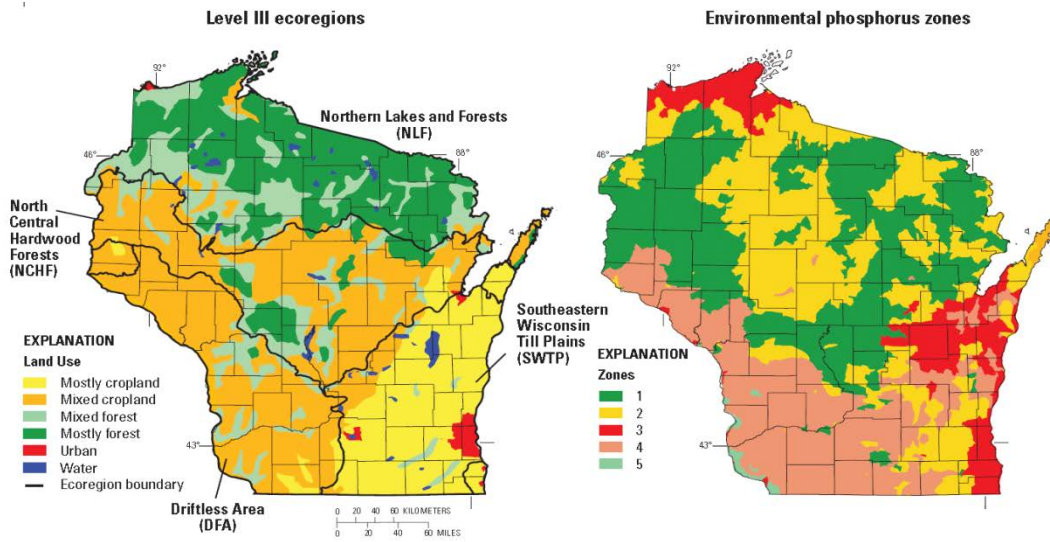 Level III ecoregions
92°
Northern Lakes and Forests
(NLF)
46°
88°
North
Central
Hardwood
Forests
(NCHF)
Southeastern
Wisconsin
Till Plains
(SWTP)
EXPLANATION
Land Use
Mostly cropland
Mixed cropland
Mixed forest
Mostly forest
Urban
Water
Ecoregion boundary
43°
Driftless Area
(DFA)
0 20 40 60 KILOMETERS
0 20 40 60 MILES
Environmental phosphorus zones
92°
46°
88°
EXPLANATION
Zones
1
2
3
4
5
43°